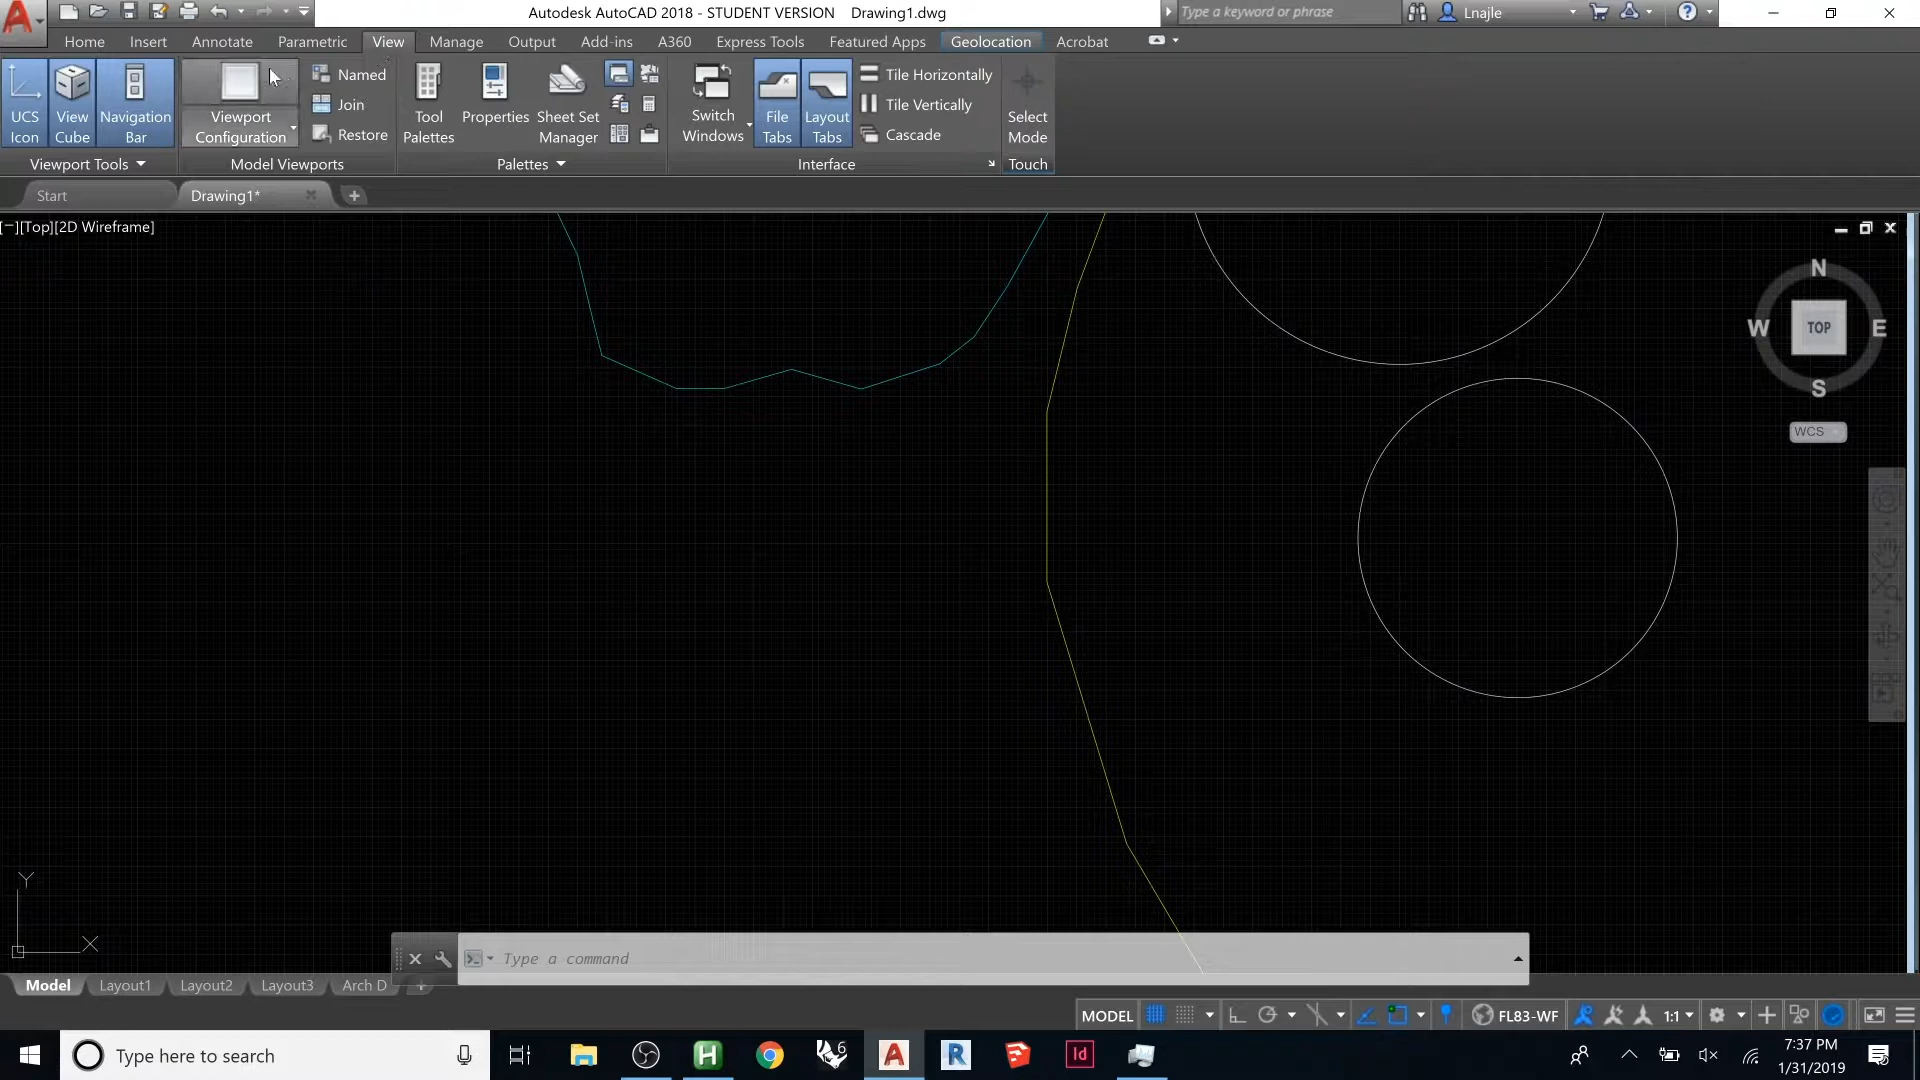 Autodesk AutoCAD 2018 - STUDENT VERSION Drawing1.dwg
Type a keyword or phrase
Lnajle
Home Insert Annotate Parametric View Manage Output Add-ins A360 Express Tools Featured Apps Geolocation Acrobat
UCS Icon
View Cube
Navigation Bar
Viewport Configuration
Named
Join
Restore
Tool Palettes
Properties
Sheet Set Manager
Switch Windows
File Tabs
Layout Tabs
Tile Horizontally
Tile Vertically
Cascade
Select Mode
Viewport Tools
Model Viewports
Palettes
Interface
Touch
Start
Drawing1*
[−][Top][2D Wireframe]
N
W
TOP
E
S
WCS
Y
X
Type a command
Model Layout1 Layout2 Layout3 Arch D
MODEL
FL83-WF
1:1
Type here to search
H
6
A
R
Id
7:37 PM
1/31/2019